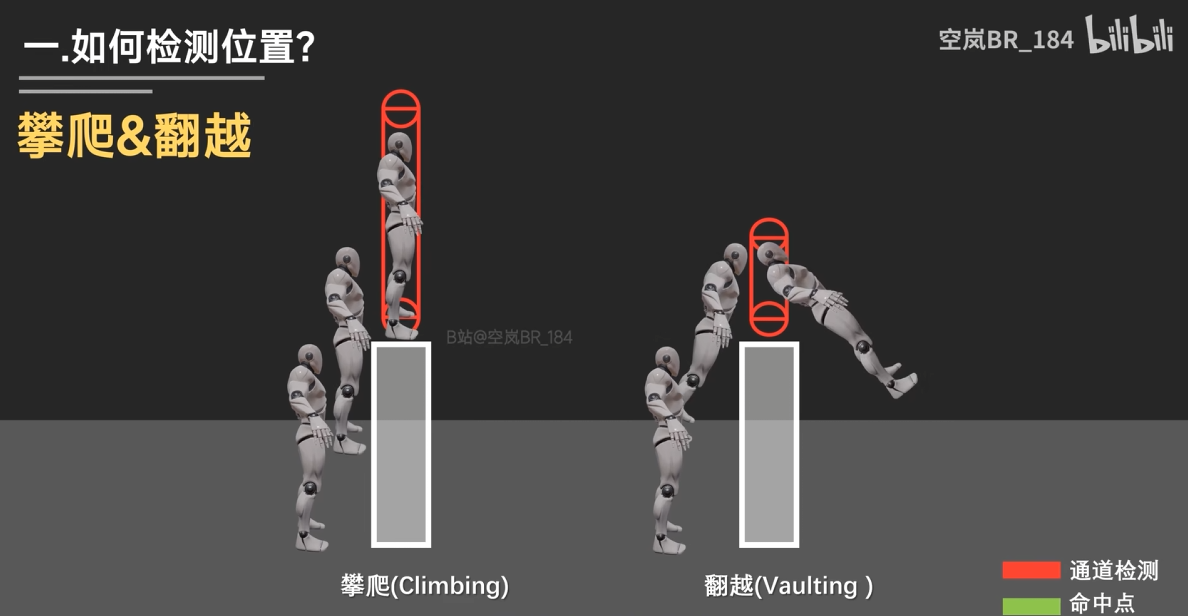 一.如何检测位置?
空岚BR_184 bilibili
攀爬&翻越
B站@空岚BR_184
攀爬(Climbing)
翻越(Vaulting )
通道检测
命中点